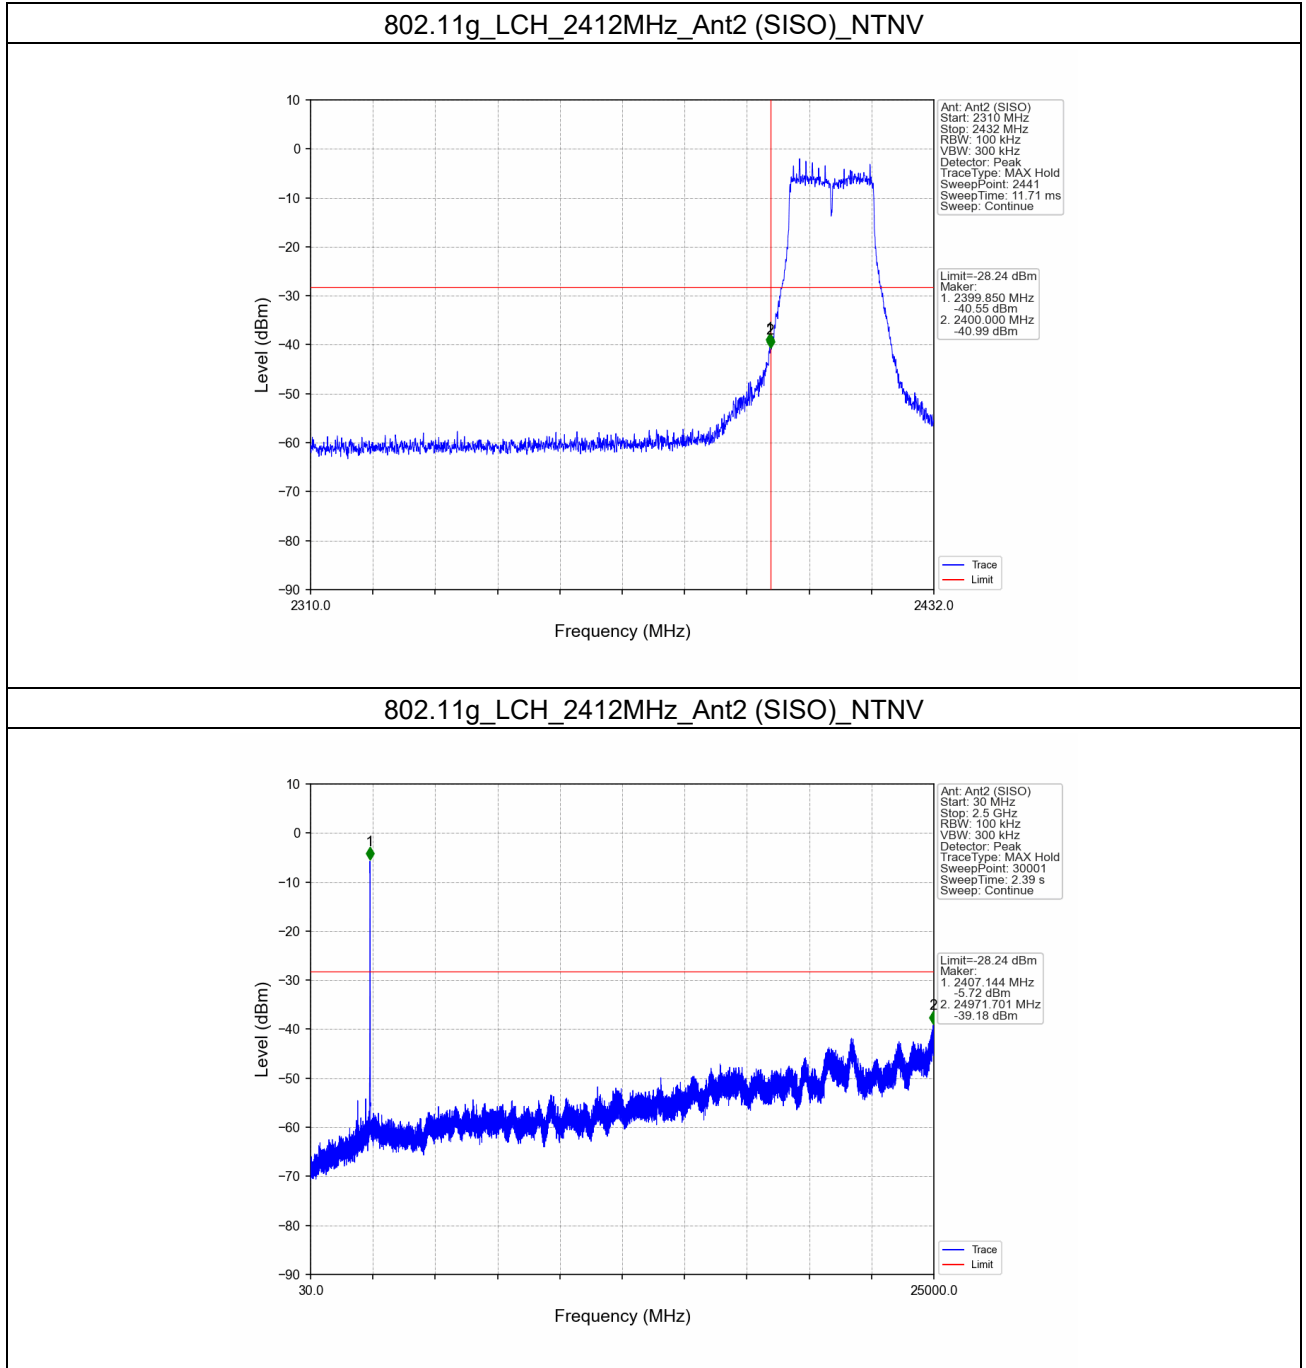 802.11g_LCH_2412MHz_Ant2 (SISO)_NTNV
10
0
−10
−20
−30
−40
−50
−60
−70
−80
−90
Level (dBm)
2310.0
2432.0
Frequency (MHz)
2
Ant: Ant2 (SISO)
Start: 2310 MHz
Stop: 2432 MHz
RBW: 100 kHz
VBW: 300 kHz
Detector: Peak
TraceType: MAX Hold
SweepPoint: 2441
SweepTime: 11.71 ms
Sweep: Continue
Limit=-28.24 dBm
Maker:
1. 2399.850 MHz
-40.55 dBm
2. 2400.000 MHz
-40.99 dBm
Trace
Limit
802.11g_LCH_2412MHz_Ant2 (SISO)_NTNV
10
0
−10
−20
−30
−40
−50
−60
−70
−80
−90
Level (dBm)
30.0
25000.0
Frequency (MHz)
1
2
Ant: Ant2 (SISO)
Start: 30 MHz
Stop: 2.5 GHz
RBW: 100 kHz
VBW: 300 kHz
Detector: Peak
TraceType: MAX Hold
SweepPoint: 30001
SweepTime: 2.39 s
Sweep: Continue
Limit=-28.24 dBm
Maker:
1. 2407.144 MHz
-5.72 dBm
2. 24971.701 MHz
-39.18 dBm
Trace
Limit